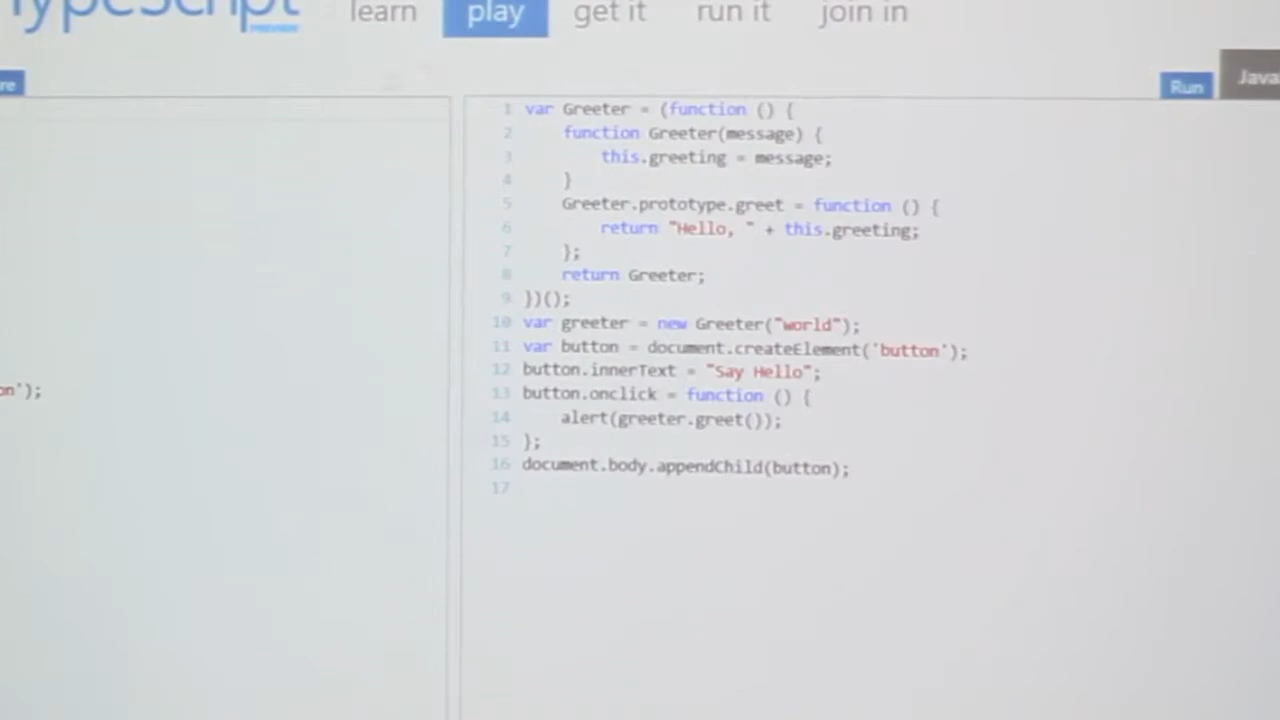 TypeScript
PREVIEW
learn play get it run it join in
re
Run Java
on');
1 var Greeter = (function () {
2 function Greeter(message) {
3 this.greeting = message;
4 }
5 Greeter.prototype.greet = function () {
6 return "Hello, " + this.greeting;
7 };
8 return Greeter;
9 })();
10 var greeter = new Greeter("world");
11 var button = document.createElement('button');
12 button.innerText = "Say Hello";
13 button.onclick = function () {
14 alert(greeter.greet());
15 };
16 document.body.appendChild(button);
17